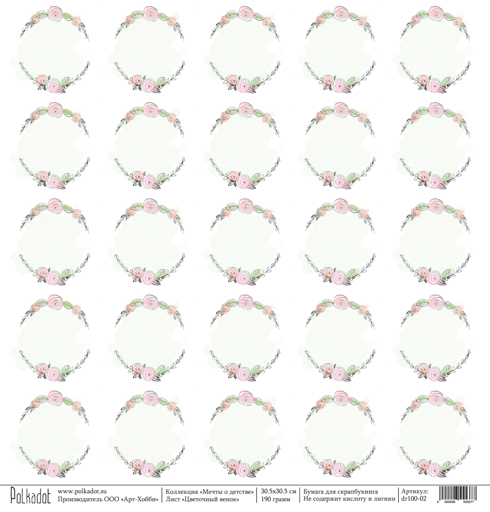 Polkadot
www.polkadot.su
Производитель ООО «Арт-Хобби»
Коллекция «Мечты о детстве»
Лист «Цветочный венок»
30.5x30.5 см
190 грамм
Бумага для скрапбукинга
Не содержит кислоту и лигнин
Артикул:
dr100-02